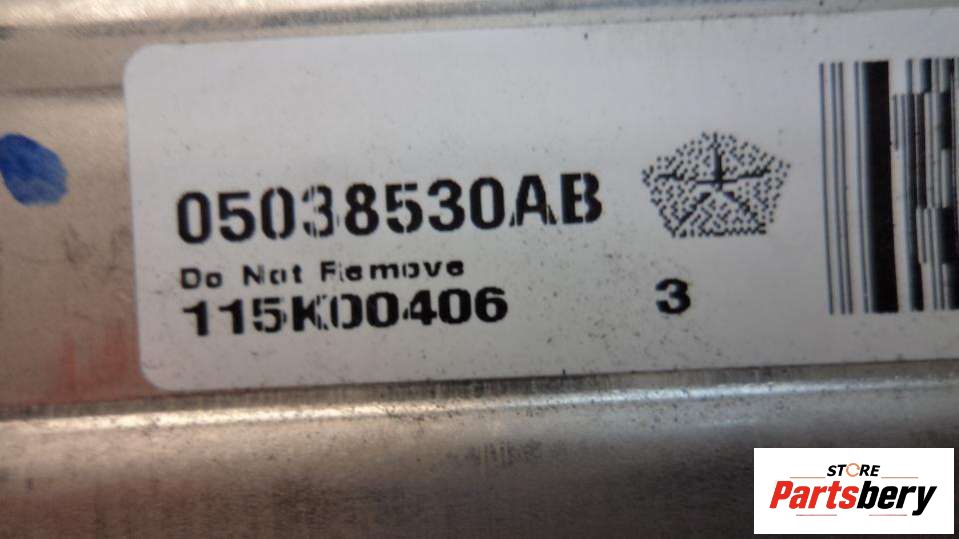 05038530AB
Do Not Remove
115K00406 3
STORE
Partsbery